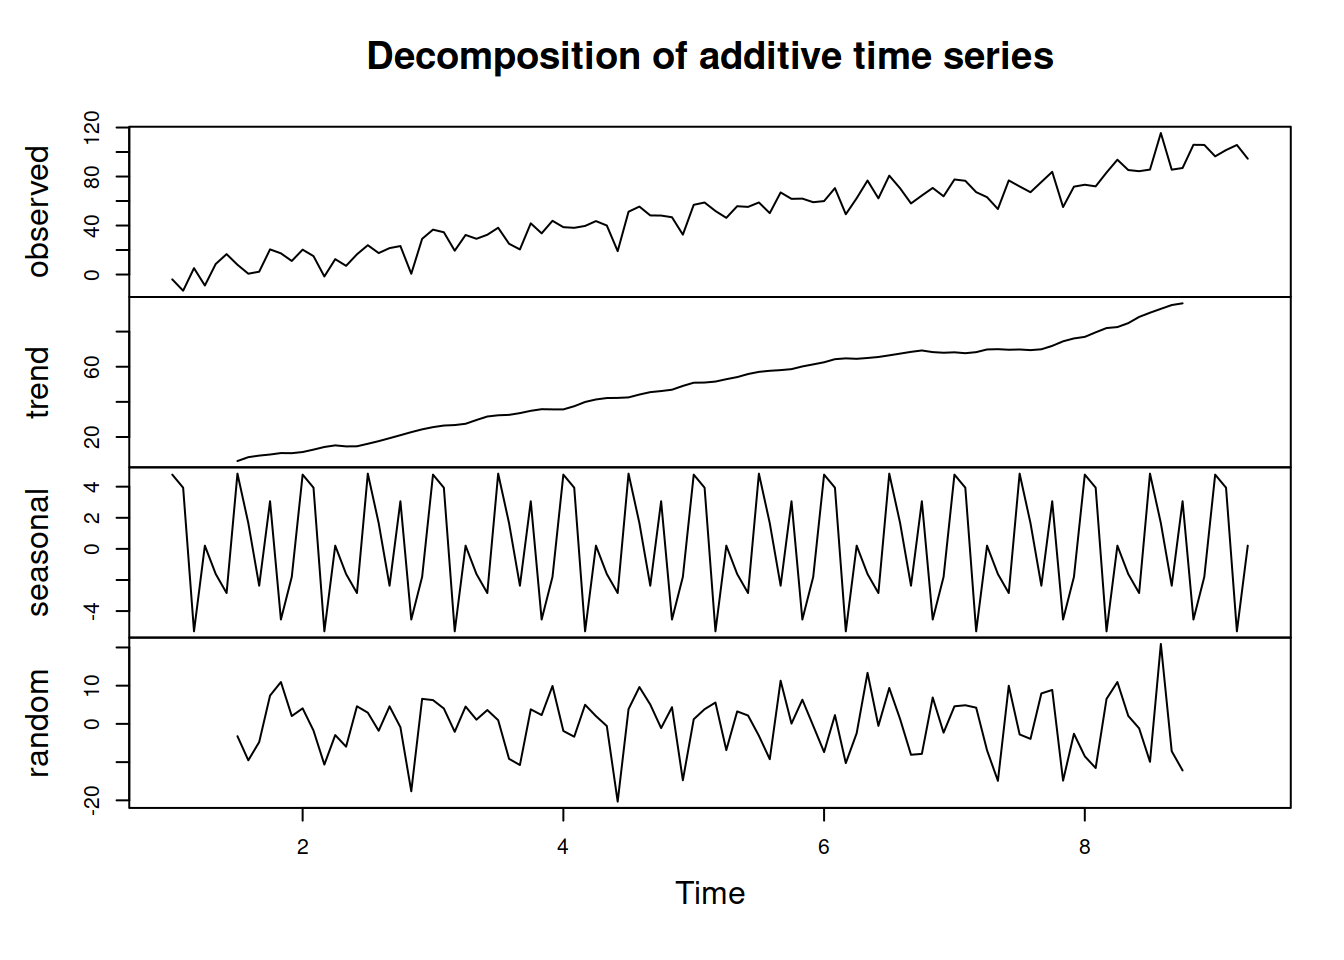 Decomposition of additive time series
observed
0 40 80 120
trend
20 60
seasonal
-4 0 2 4
random
-20 0 10
2 4 6 8
Time